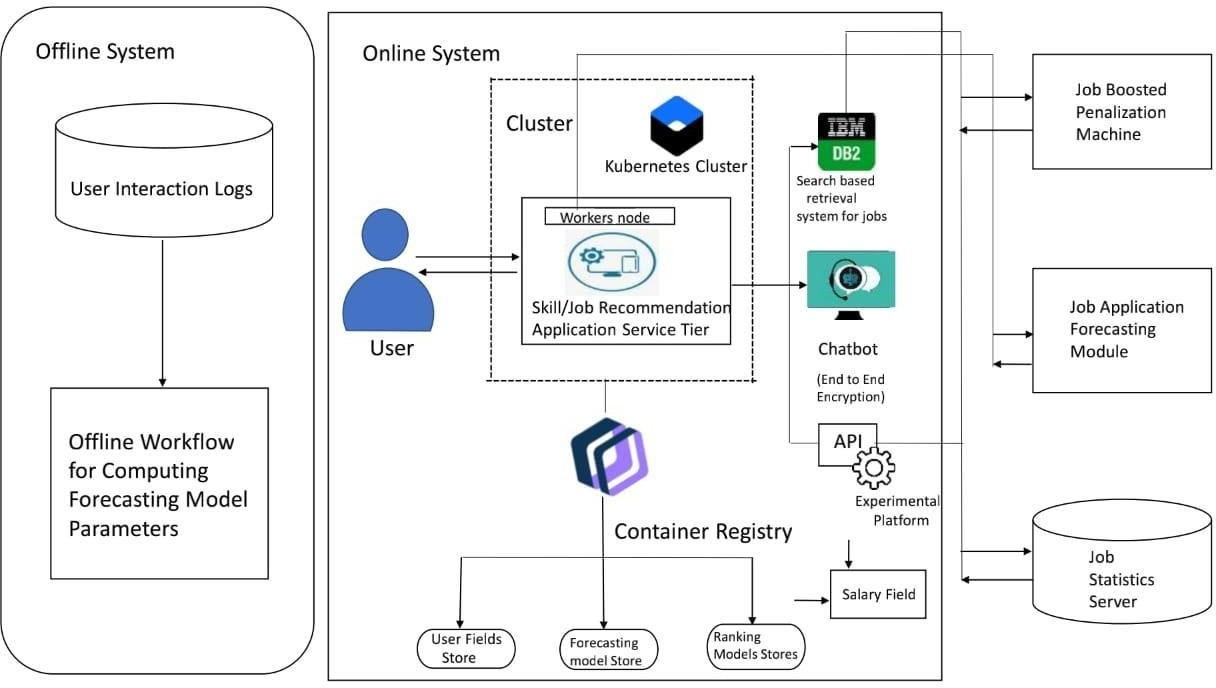 Offline System
User Interaction Logs
Offline Workflow
for Computing
Forecasting Model
Parameters
Online System
Cluster
Kubernetes Cluster
Workers node
Skill/Job Recommendation
Application Service Tier
User
IBM
DB2
Search based
retrieval
system for jobs
Chatbot
(End to End
Encryption)
API
Experimental
Platform
Container Registry
Salary Field
User Fields
Store
Forecasting
model Store
Ranking
Models Stores
Job Boosted
Penalization
Machine
Job Application
Forecasting
Module
Job
Statistics
Server